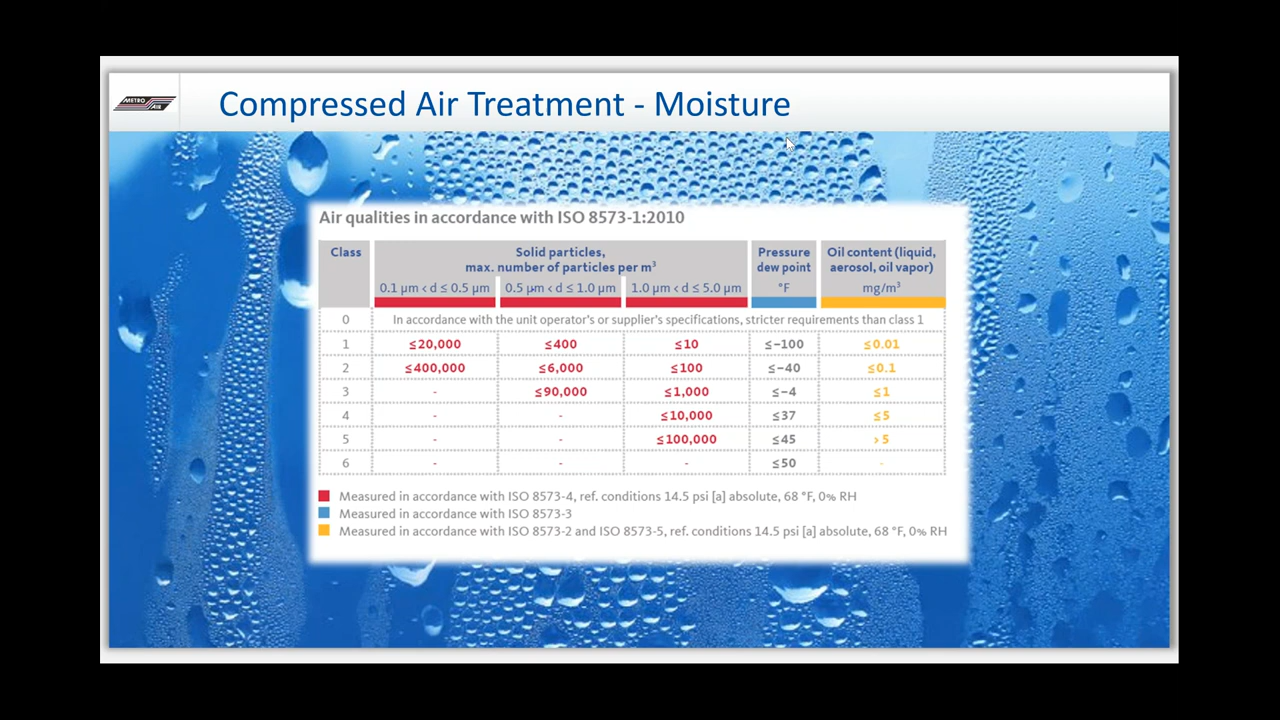 METRO AIR
Compressed Air Treatment - Moisture
Air qualities in accordance with ISO 8573-1:2010
Class Solid particles, Pressure Oil content (liquid,
max. number of particles per m³ dew point aerosol, oil vapor)
0.1 µm < d ≤ 0.5 µm 0.5 µm < d ≤ 1.0 µm 1.0 µm < d ≤ 5.0 µm °F mg/m³
0 In accordance with the unit operator's or supplier's specifications, stricter requirements than class 1
1 ≤20,000 ≤400 ≤10 ≤-100 ≤0.01
2 ≤400,000 ≤6,000 ≤100 ≤-40 ≤0.1
3 - ≤90,000 ≤1,000 ≤-4 ≤1
4 - - ≤10,000 ≤37 ≤5
5 - - ≤100,000 ≤45 >5
6 - - - ≤50 -
Measured in accordance with ISO 8573-4, ref. conditions 14.5 psi [a] absolute, 68 °F, 0% RH
Measured in accordance with ISO 8573-3
Measured in accordance with ISO 8573-2 and ISO 8573-5, ref. conditions 14.5 psi [a] absolute, 68 °F, 0% RH